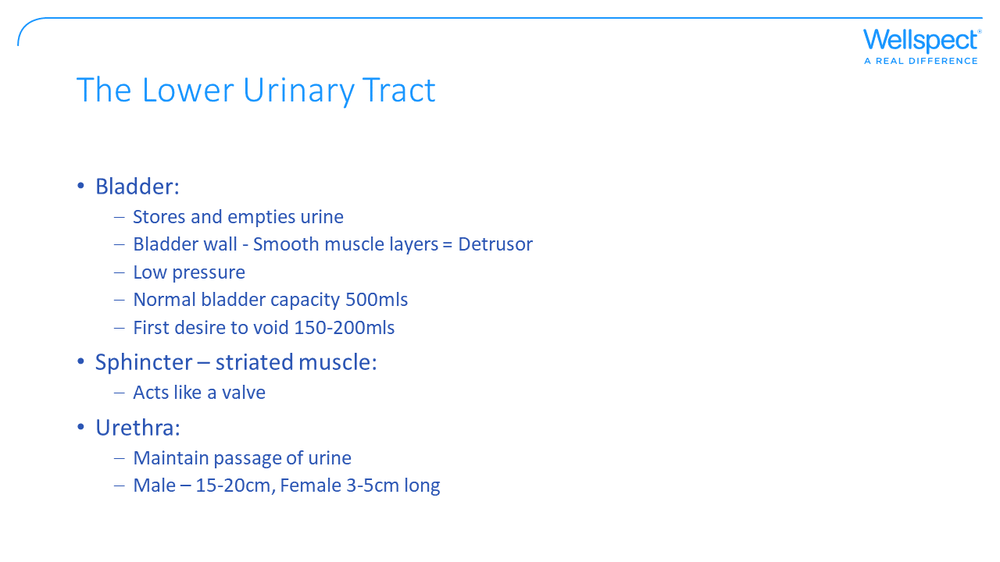 Wellspect®
A REAL DIFFERENCE
The Lower Urinary Tract
• Bladder:
– Stores and empties urine
– Bladder wall - Smooth muscle layers = Detrusor
– Low pressure
– Normal bladder capacity 500mls
– First desire to void 150-200mls
• Sphincter – striated muscle:
– Acts like a valve
• Urethra:
– Maintain passage of urine
– Male – 15-20cm, Female 3-5cm long